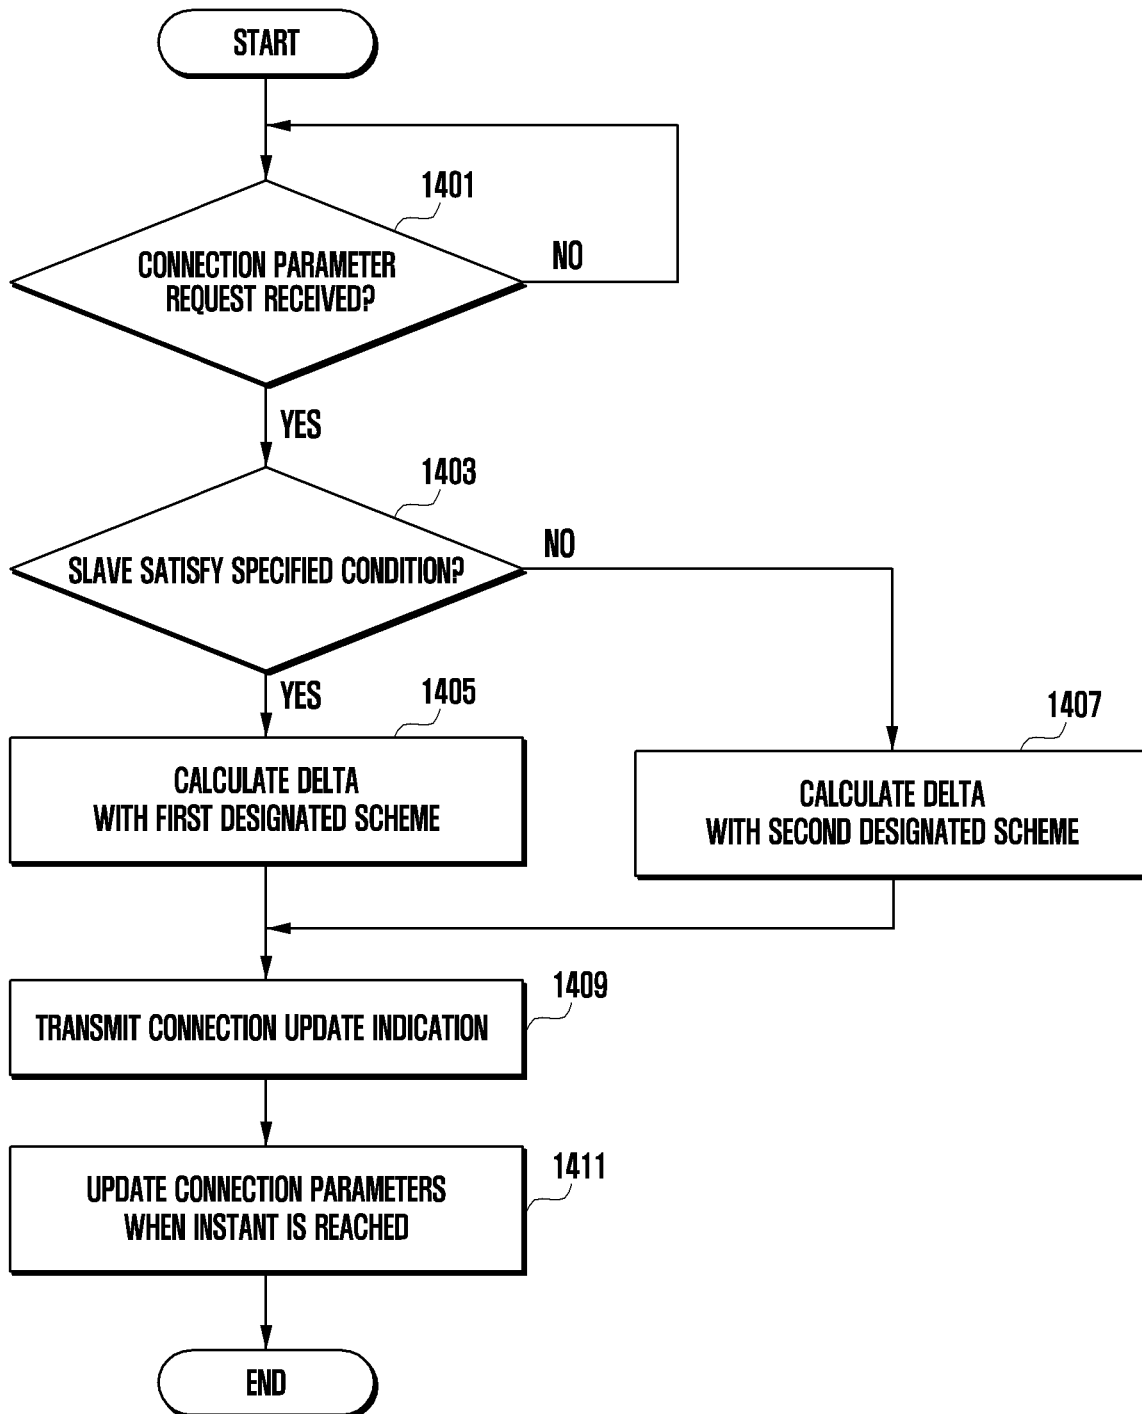 START
1401
CONNECTION PARAMETER
REQUEST RECEIVED?
NO
YES
1403
SLAVE SATISFY SPECIFIED CONDITION?
NO
YES
1405
CALCULATE DELTA
WITH FIRST DESIGNATED SCHEME
1407
CALCULATE DELTA
WITH SECOND DESIGNATED SCHEME
1409
TRANSMIT CONNECTION UPDATE INDICATION
1411
UPDATE CONNECTION PARAMETERS
WHEN INSTANT IS REACHED
END